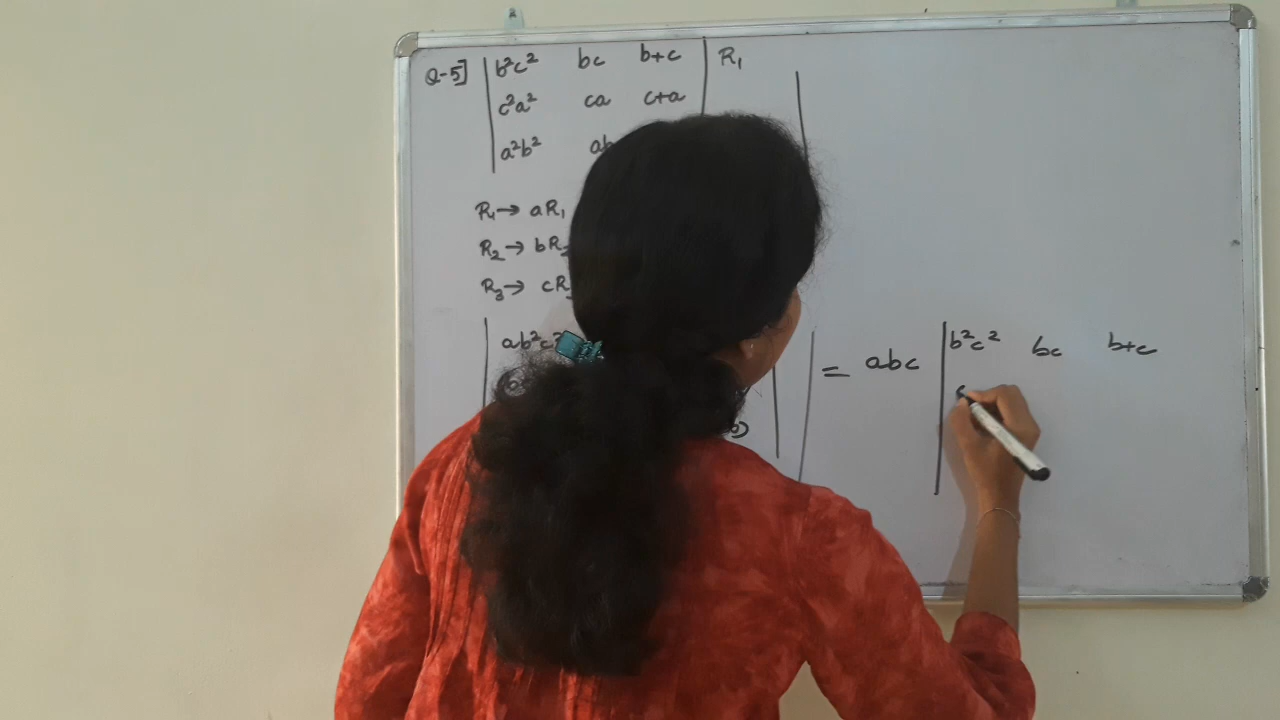 Q-5] b²c² bc b+c R₁
c²a² ca c+a
a²b² ab
R₁→ aR₁
R₂→ bR₂
R₃→ cR₃
ab²c² = abc b²c² bc b+c